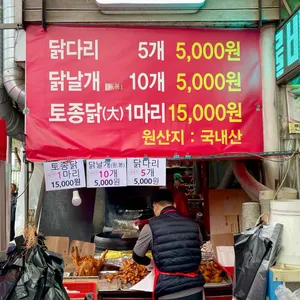 닭다리 5개 5,000원
닭날개 10개 5,000원
토종닭(大) 1마리 15,000원
원산지 : 국내산
토종닭
1마리
15,000원
닭날개
10개
5,000원
닭다리
5개
5,000원